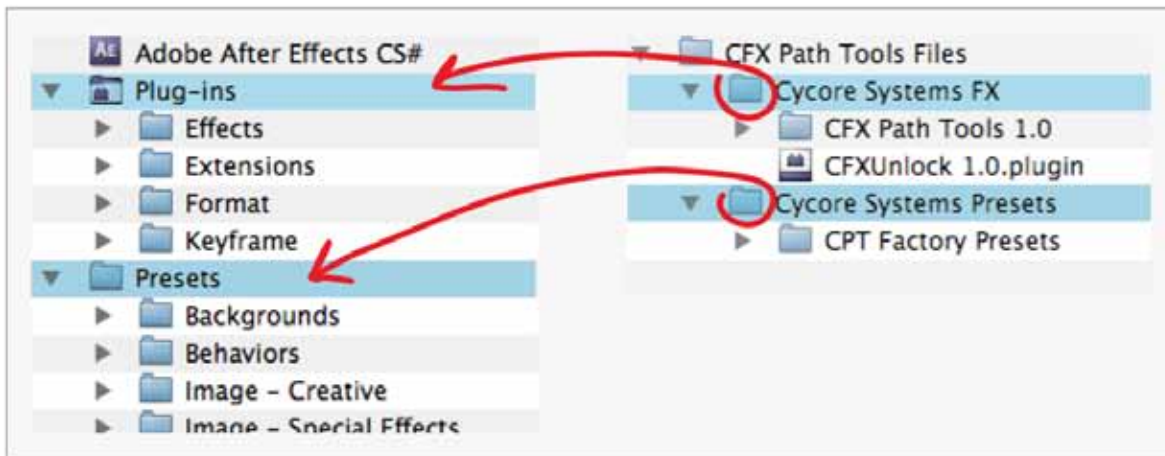 Adobe After Effects CS#
Plug-ins
Effects
Extensions
Format
Keyframe
Presets
Backgrounds
Behaviors
Image – Creative
Image – Special Effects
CFX Path Tools Files
Cycore Systems FX
CFX Path Tools 1.0
CFXUnlock 1.0.plugin
Cycore Systems Presets
CPT Factory Presets